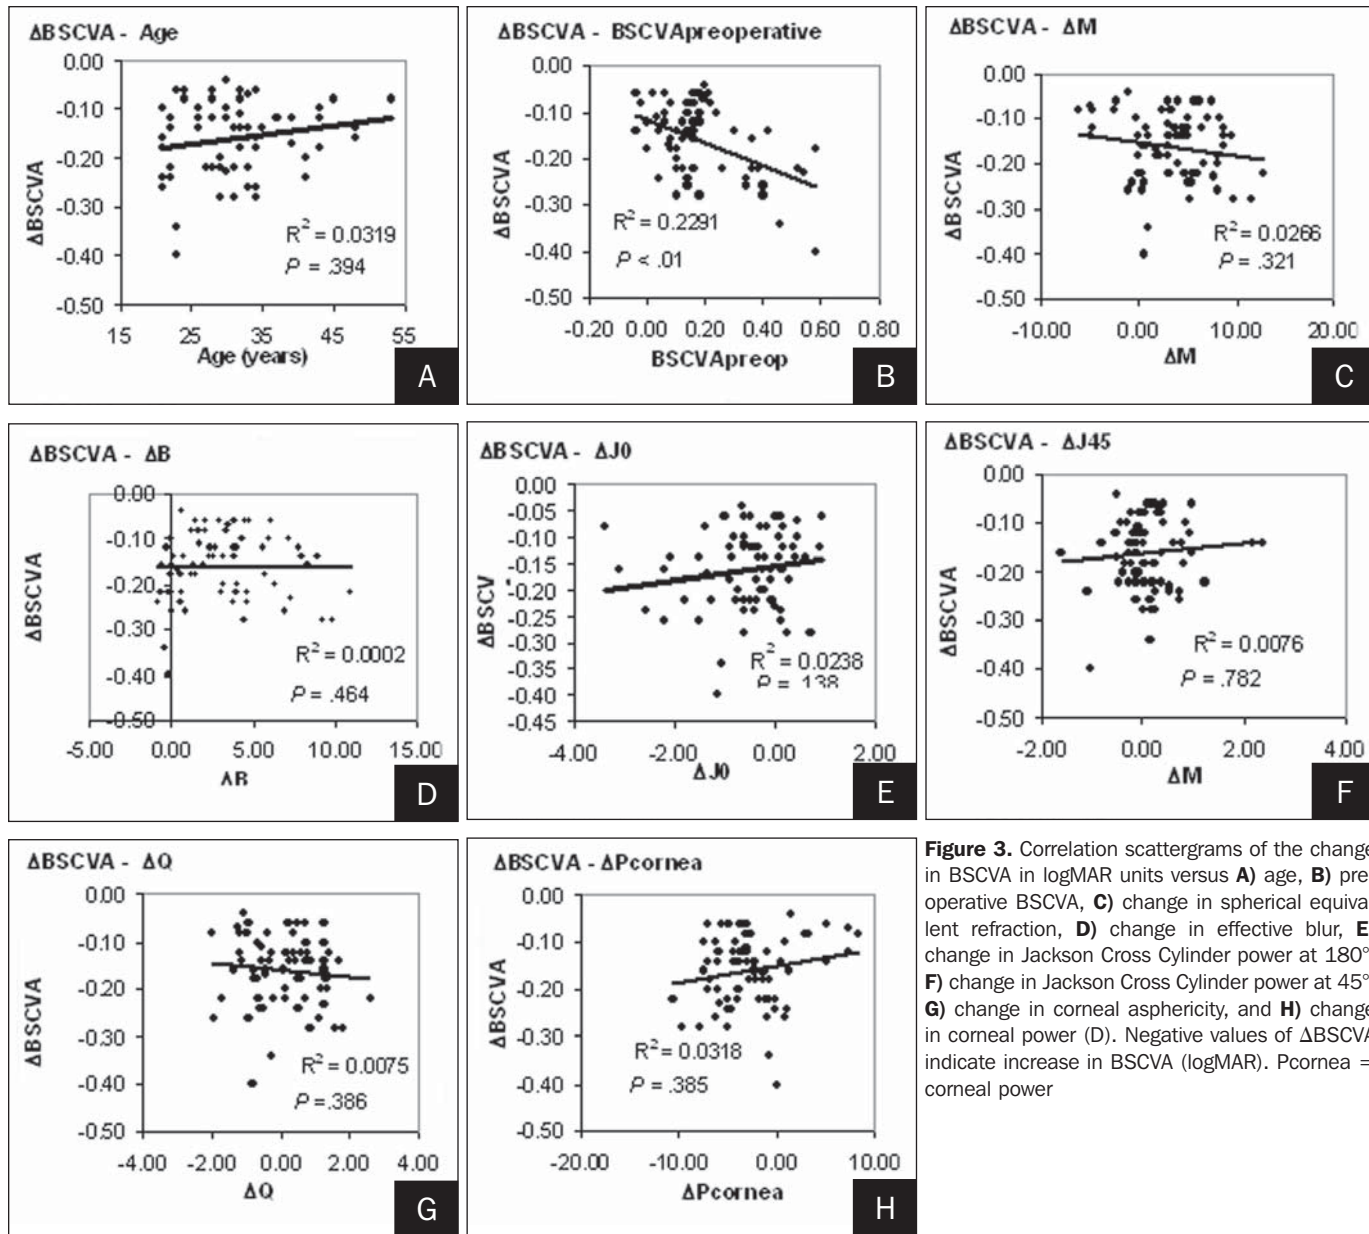 ΔBSCVA - Age
0.00
-0.10
-0.20
-0.30
-0.40
-0.50
ΔBSCVA
R² = 0.0319
P = .394
15 25 35 45 55
Age (years)
A
ΔBSCVA - BSCVApreoperative
0.00
-0.10
-0.20
-0.30
-0.40
-0.50
ΔBSCVA
R² = 0.2291
P < .01
-0.20 0.00 0.20 0.40 0.60 0.80
BSCVApreop
B
ΔBSCVA - ΔM
0.00
-0.10
-0.20
-0.30
-0.40
-0.50
ΔBSCVA
R² = 0.0266
P = .321
-10.00 0.00 10.00 20.00
ΔM
C
ΔBSCVA - ΔB
0.00
-0.10
-0.20
-0.30
-0.40
-0.50
ΔBSCVA
R² = 0.0002
P = .464
-5.00 0.00 5.00 10.00 15.00
ΔB
D
ΔBSCVA - ΔJ0
0.00
-0.05
-0.10
-0.15
-0.20
-0.25
-0.30
-0.35
-0.40
-0.45
ΔBSCV
R² = 0.0238
P = .138
-4.00 -2.00 0.00 2.00
ΔJ0
E
ΔBSCVA - ΔJ45
0.00
-0.10
-0.20
-0.30
-0.40
-0.50
ΔBSCVA
R² = 0.0076
P = .782
-2.00 0.00 2.00 4.00
ΔM
F
ΔBSCVA - ΔQ
0.00
-0.10
-0.20
-0.30
-0.40
-0.50
ΔBSCVA
R² = 0.0075
P = .386
-4.00 -2.00 0.00 2.00 4.00
ΔQ
G
ΔBSCVA - ΔPcornea
0.00
-0.10
-0.20
-0.30
-0.40
-0.50
ΔBSCVA
R² = 0.0318
P = .385
-20.00 -10.00 0.00 10.00
ΔPcornea
H
Figure 3. Correlation scattergrams of the change
in BSCVA in logMAR units versus A) age, B) pre
operative BSCVA, C) change in spherical equiva
lent refraction, D) change in effective blur, E
change in Jackson Cross Cylinder power at 180°
F) change in Jackson Cross Cylinder power at 45°
G) change in corneal asphericity, and H) change
in corneal power (D). Negative values of ΔBSCVA
indicate increase in BSCVA (logMAR). Pcornea =
corneal power